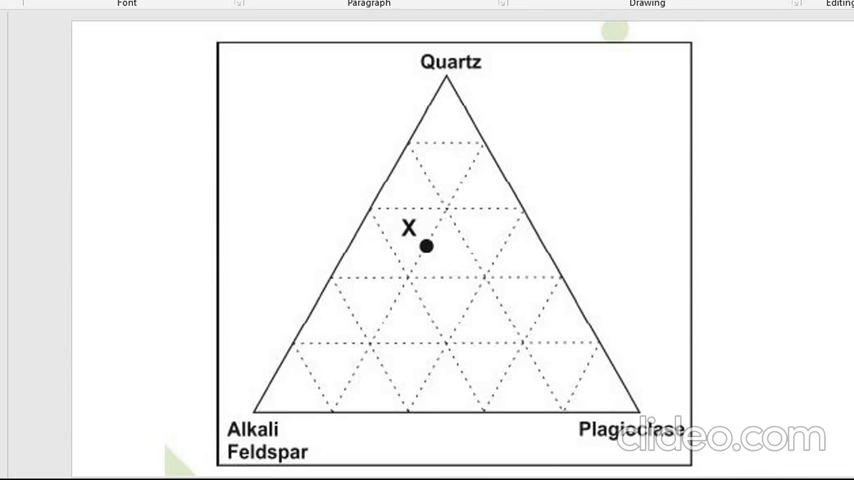 Font Paragraph Drawing Editing
Quartz
X
Alkali
Feldspar
Plagioclase
clideo.com